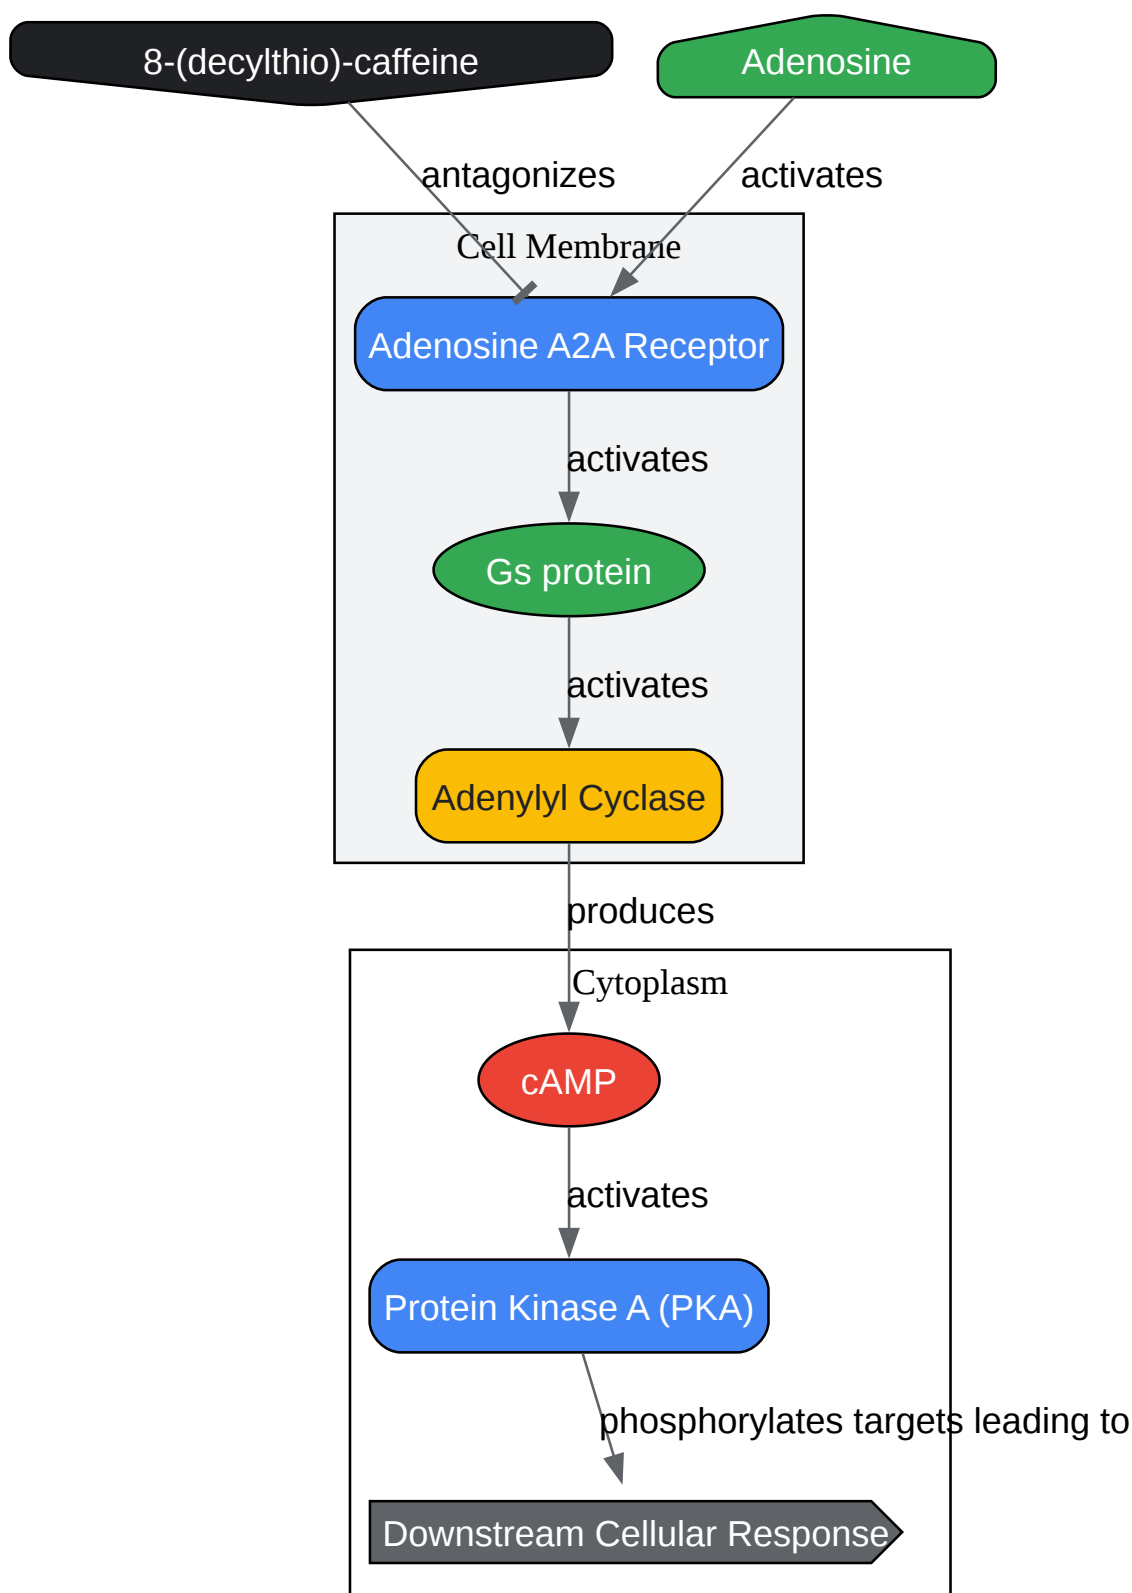 8-(decylthio)-caffeine
Adenosine
antagonizes
activates
Cell Membrane
Adenosine A2A Receptor
activates
Gs protein
activates
Adenylyl Cyclase
produces
Cytoplasm
cAMP
activates
Protein Kinase A (PKA)
phosphorylates targets leading to
Downstream Cellular Response